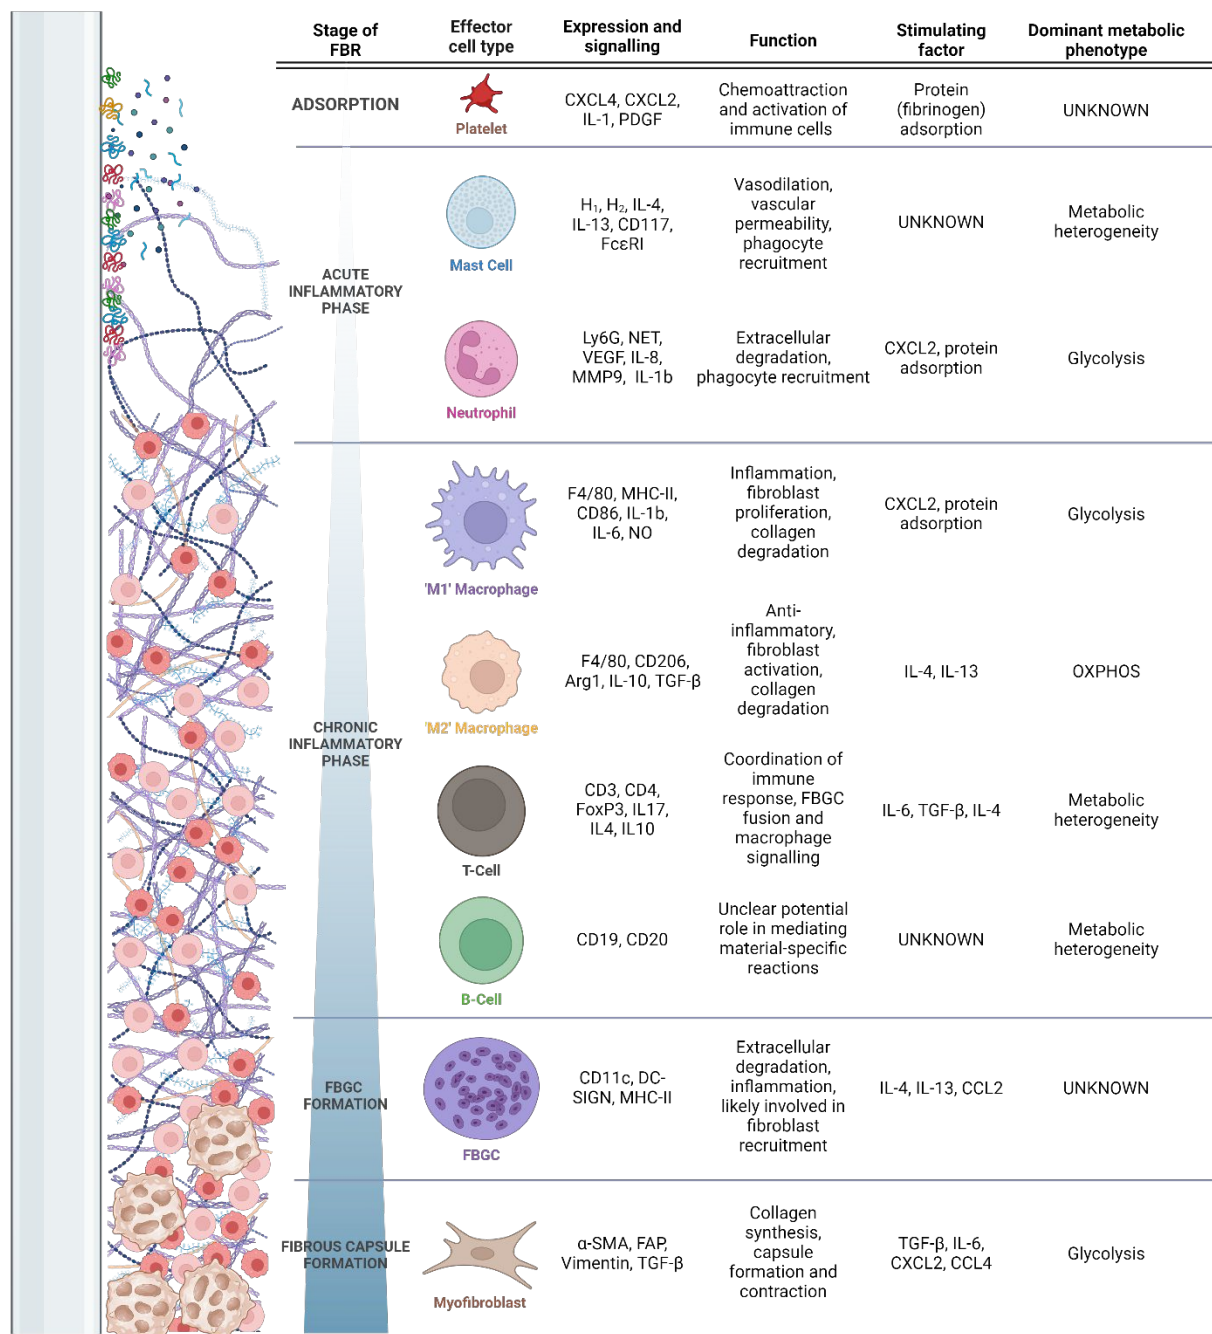 Stage of
FBR
Effector
cell type
Expression and
signalling
Function
Stimulating
factor
Dominant metabolic
phenotype
ADSORPTION
Platelet
CXCL4, CXCL2,
IL-1, PDGF
Chemoattraction
and activation of
immune cells
Protein
(fibrinogen)
adsorption
UNKNOWN
ACUTE
INFLAMMATORY
PHASE
Mast Cell
H₁, H₂, IL-4,
IL-13, CD117,
FcεRI
Vasodilation,
vascular
permeability,
phagocyte
recruitment
UNKNOWN
Metabolic
heterogeneity
Neutrophil
Ly6G, NET,
VEGF, IL-8,
MMP9, IL-1b
Extracellular
degradation,
phagocyte recruitment
CXCL2, protein
adsorption
Glycolysis
CHRONIC
INFLAMMATORY
PHASE
'M1' Macrophage
F4/80, MHC-II,
CD86, IL-1b,
IL-6, NO
Inflammation,
fibroblast
proliferation,
collagen
degradation
CXCL2, protein
adsorption
Glycolysis
'M2' Macrophage
F4/80, CD206,
Arg1, IL-10, TGF-β
Anti-
inflammatory,
fibroblast
activation,
collagen
degradation
IL-4, IL-13
OXPHOS
T-Cell
CD3, CD4,
FoxP3, IL17,
IL4, IL10
Coordination of
immune
response, FBGC
fusion and
macrophage
signalling
IL-6, TGF-β, IL-4
Metabolic
heterogeneity
B-Cell
CD19, CD20
Unclear potential
role in mediating
material-specific
reactions
UNKNOWN
Metabolic
heterogeneity
FBGC
FORMATION
FBGC
CD11c, DC-
SIGN, MHC-II
Extracellular
degradation,
inflammation,
likely involved in
fibroblast
recruitment
IL-4, IL-13, CCL2
UNKNOWN
FIBROUS CAPSULE
FORMATION
Myofibroblast
α-SMA, FAP,
Vimentin, TGF-β
Collagen
synthesis,
capsule
formation and
contraction
TGF-β, IL-6,
CXCL2, CCL4
Glycolysis